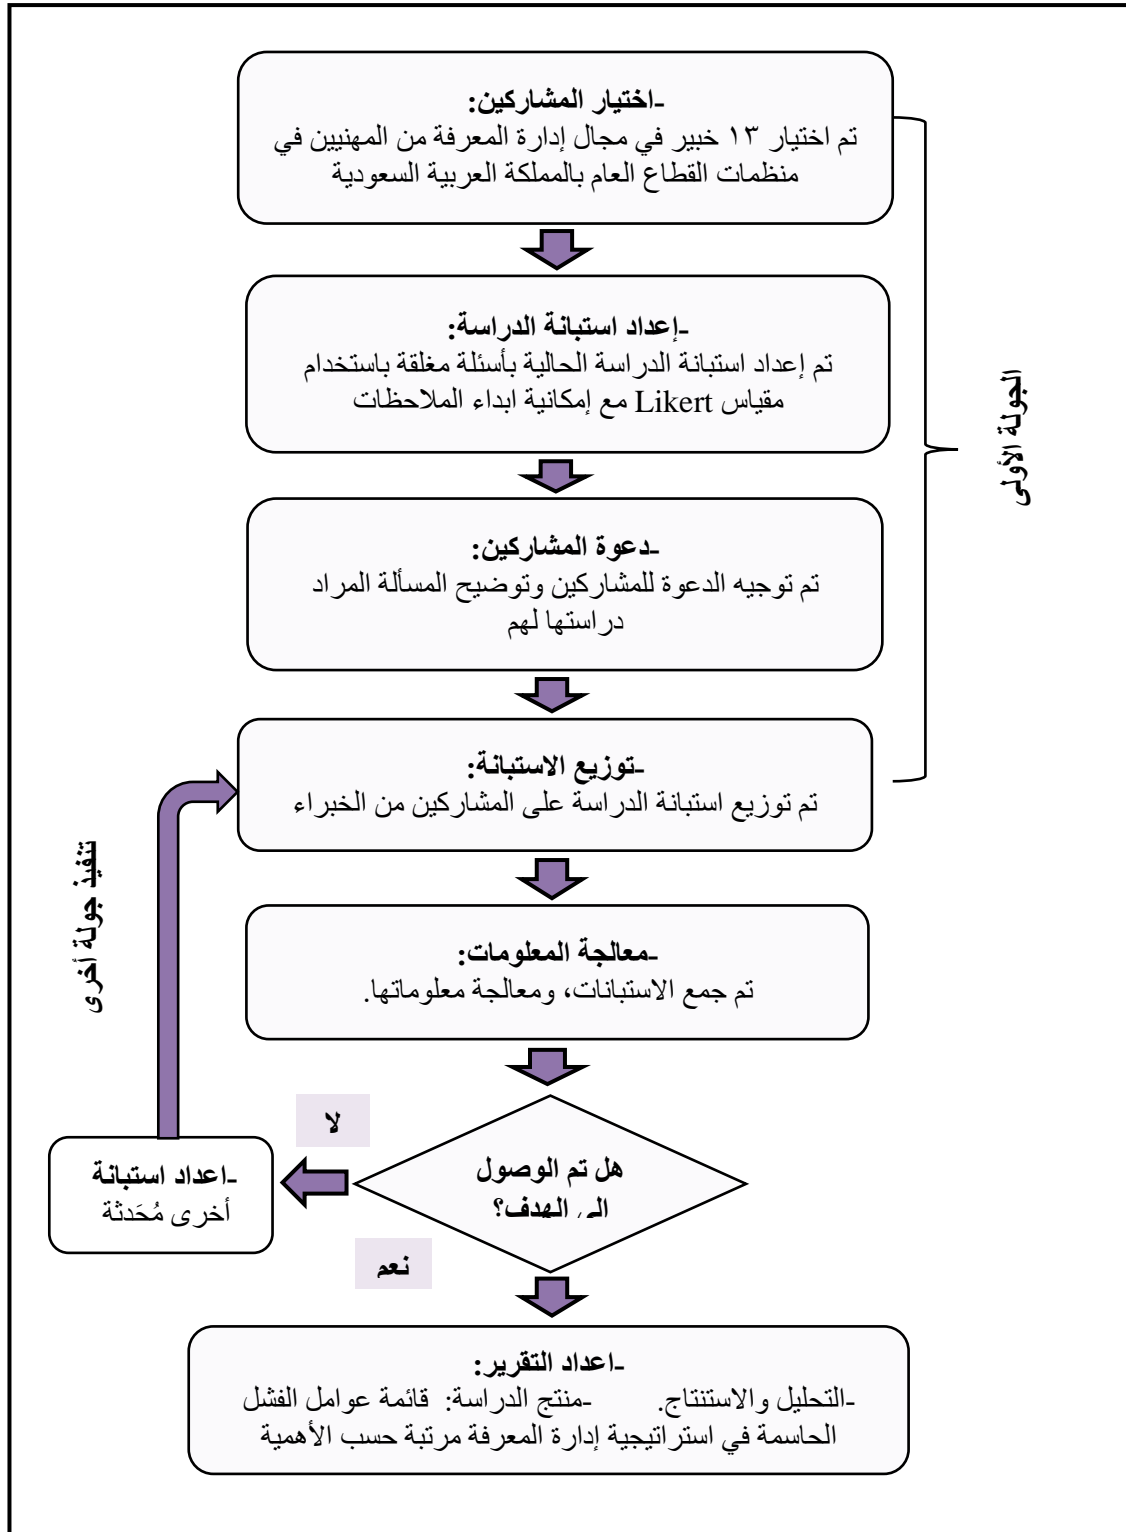 -اختيار المشاركين:
تم اختيار ١٣ خبير في مجال إدارة المعرفة من المهنيين في
منظمات القطاع العام بالمملكة العربية السعودية
-إعداد استبانة الدراسة:
تم إعداد استبانة الدراسة الحالية بأسئلة مغلقة باستخدام
مقياس Likert مع إمكانية ابداء الملاحظات
الجولة الأولى
-دعوة المشاركين:
تم توجيه الدعوة للمشاركين وتوضيح المسألة المراد
دراستها لهم
-توزيع الاستبانة:
تم توزيع استبانة الدراسة على المشاركين من الخبراء
تنفيذ جولة أخرى
-معالجة المعلومات:
تم جمع الاستبانات، ومعالجة معلوماتها.
هل تم الوصول
الى الهدف؟
لا
-اعداد استبانة
أخرى مُحَدثة
نعم
-اعداد التقرير:
-التحليل والاستنتاج. -منتج الدراسة: قائمة عوامل الفشل
الحاسمة في استراتيجية إدارة المعرفة مرتبة حسب الأهمية